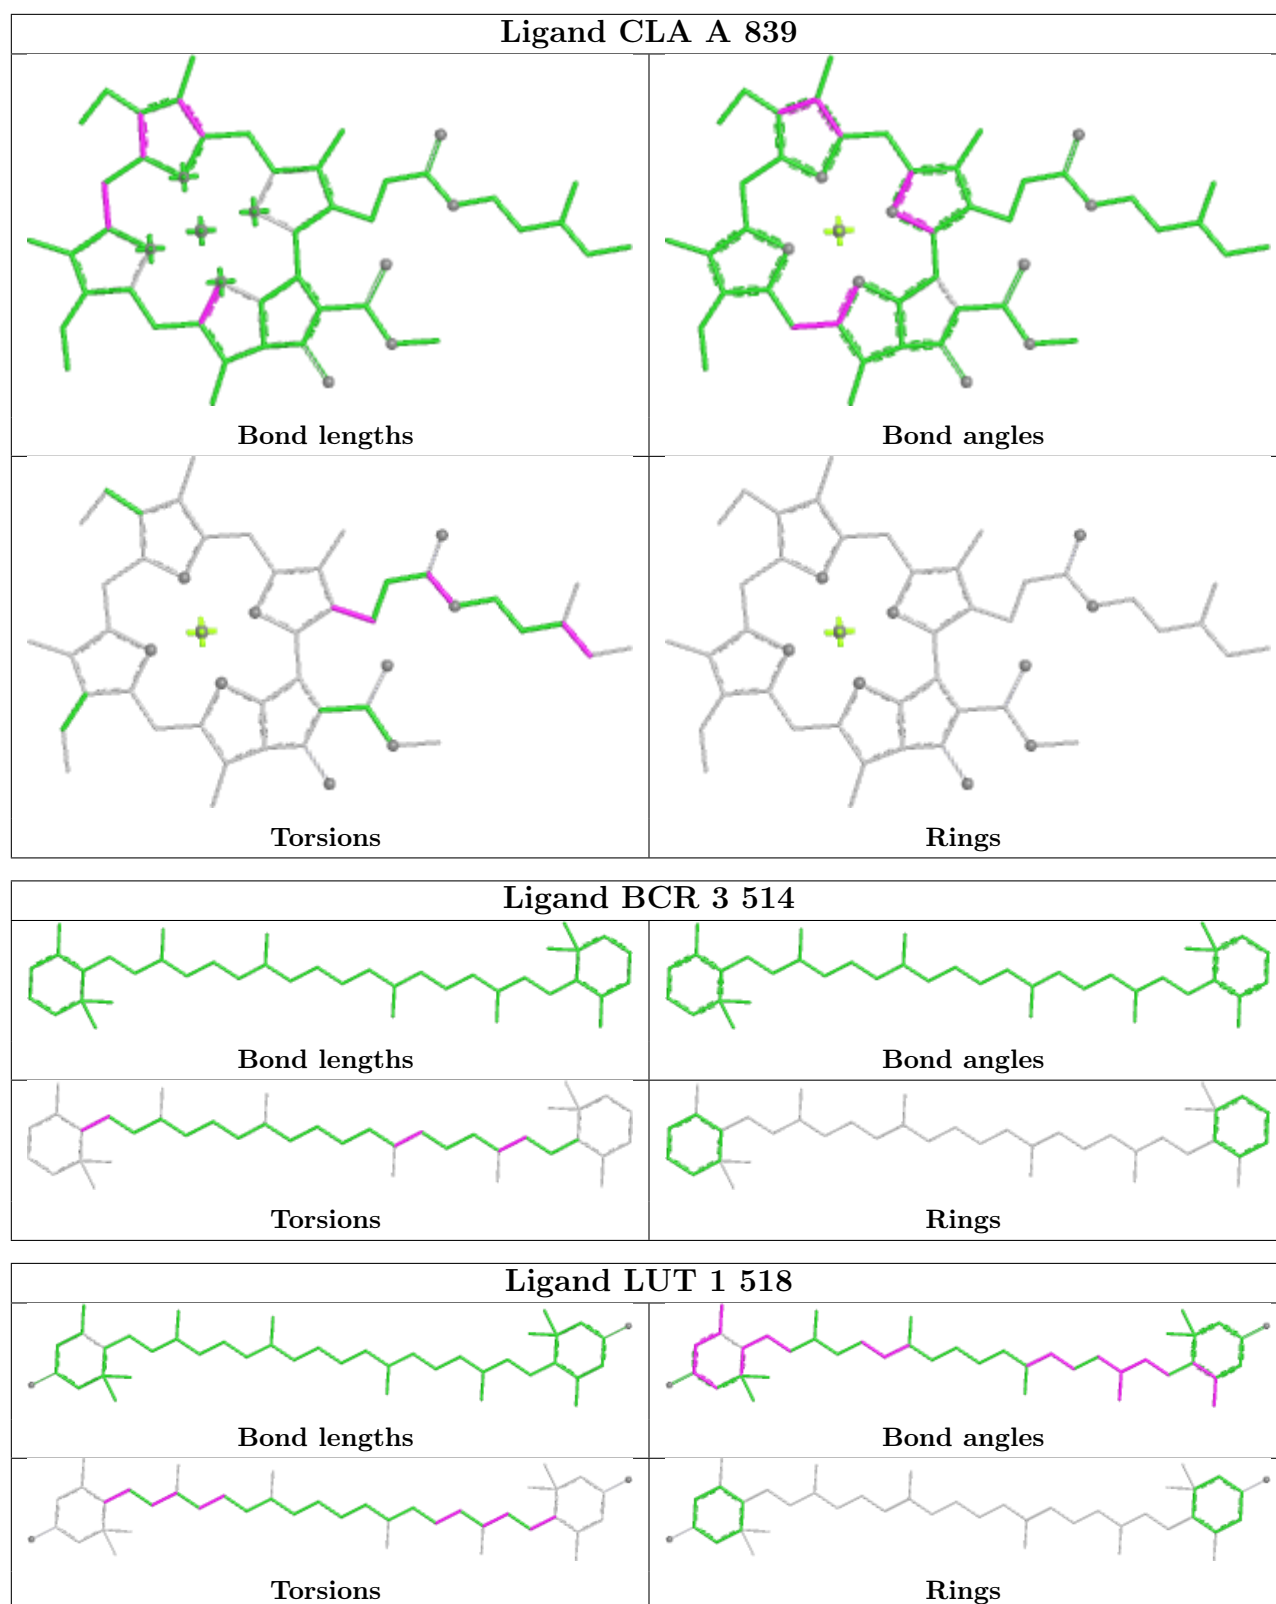 Ligand CLA A 839
Bond lengths
Bond angles
Torsions
Rings
Ligand BCR 3 514
Bond lengths
Bond angles
Torsions
Rings
Ligand LUT 1 518
Bond lengths
Bond angles
Torsions
Rings